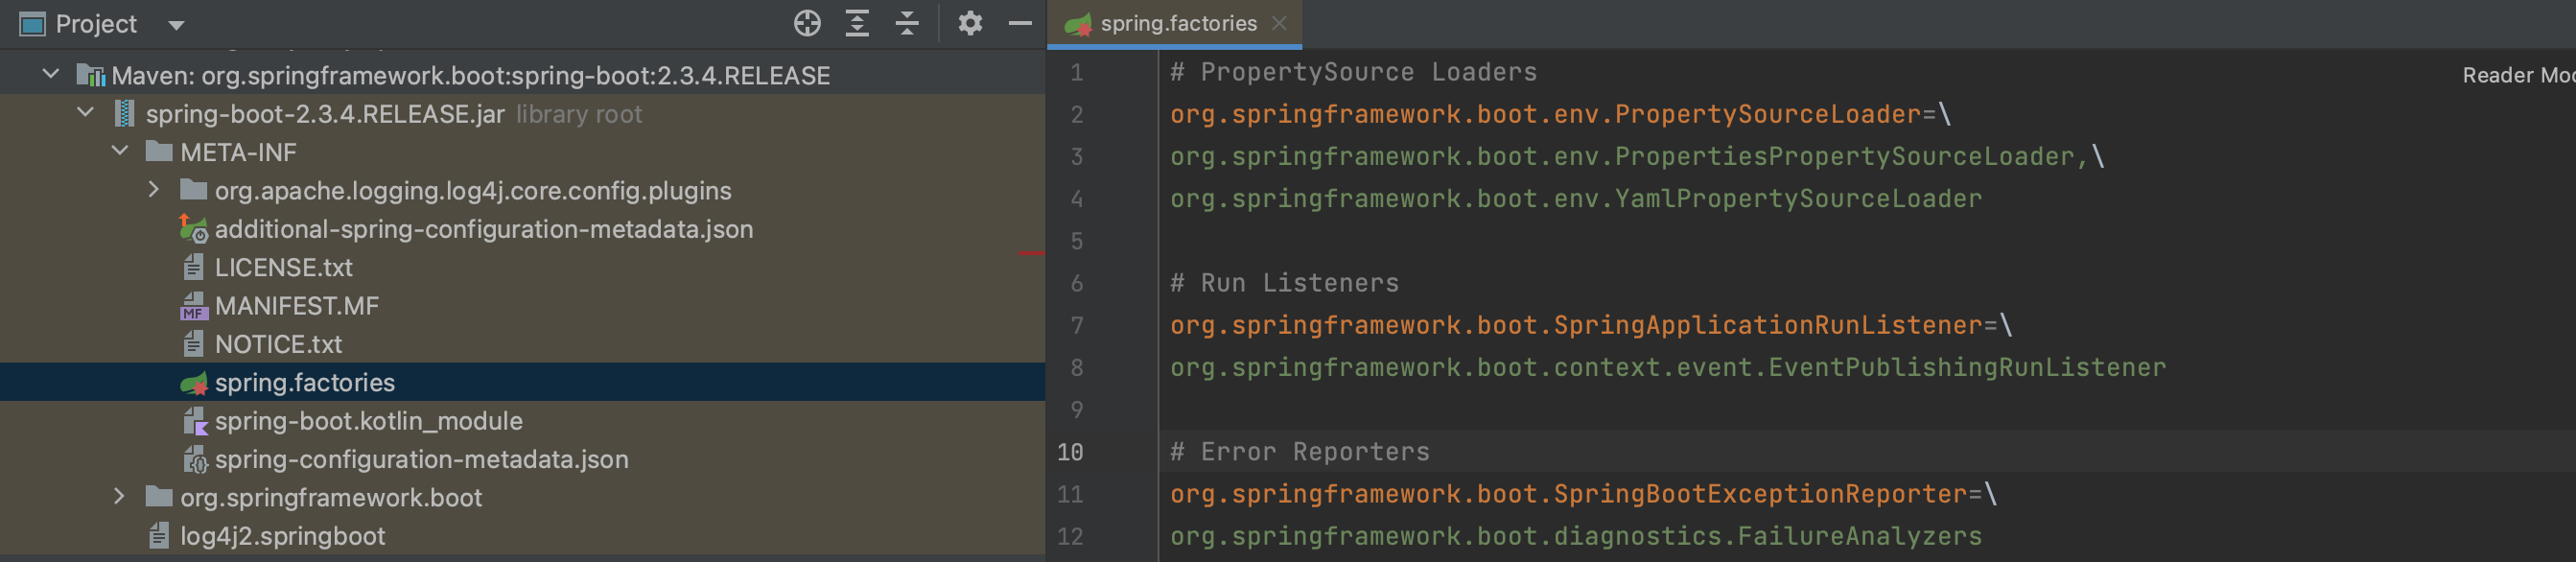 Project
Maven: org.springframework.boot:spring-boot:2.3.4.RELEASE
spring-boot-2.3.4.RELEASE.jar library root
META-INF
org.apache.logging.log4j.core.config.plugins
additional-spring-configuration-metadata.json
LICENSE.txt
MF MANIFEST.MF
NOTICE.txt
spring.factories
spring-boot.kotlin_module
spring-configuration-metadata.json
org.springframework.boot
log4j2.springboot
spring.factories
Reader Mo
1 # PropertySource Loaders
2 org.springframework.boot.env.PropertySourceLoader=\
3 org.springframework.boot.env.PropertiesPropertySourceLoader,\
4 org.springframework.boot.env.YamlPropertySourceLoader
5
6 # Run Listeners
7 org.springframework.boot.SpringApplicationRunListener=\
8 org.springframework.boot.context.event.EventPublishingRunListener
9
10 # Error Reporters
11 org.springframework.boot.SpringBootExceptionReporter=\
12 org.springframework.boot.diagnostics.FailureAnalyzers